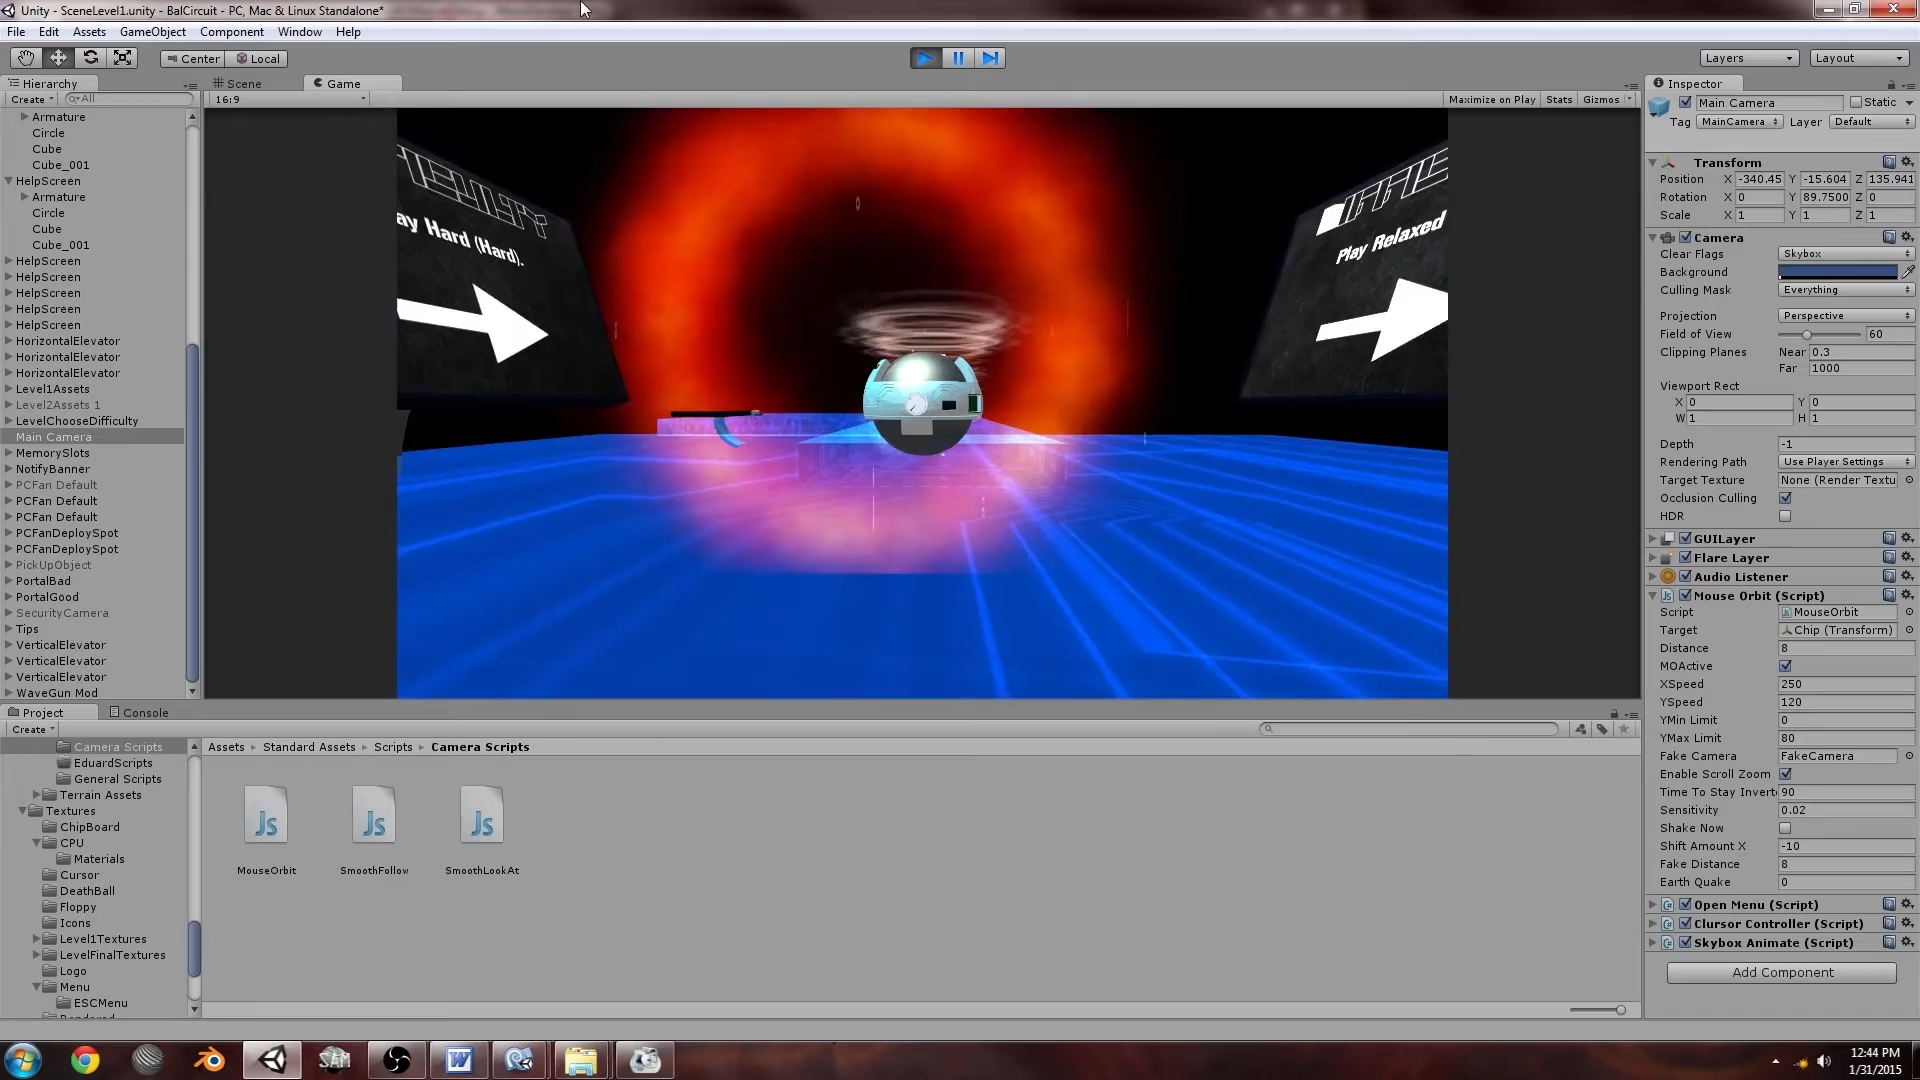 Unity - SceneLevel1.unity - BalCircuit - PC, Mac & Linux Standalone*
File Edit Assets GameObject Component Window Help
Center Local Layers Layout
Hierarchy
Create All
Armature
Circle
Cube
Cube_001
HelpScreen
Armature
Circle
Cube
Cube_001
HelpScreen
HelpScreen
HelpScreen
HelpScreen
HelpScreen
HorizontalElevator
HorizontalElevator
HorizontalElevator
Level1Assets
Level2Assets 1
LevelChooseDifficulty
Main Camera
MemorySlots
NotifyBanner
PCFan Default
PCFan Default
PCFan Default
PCFanDeploySpot
PCFanDeploySpot
PickUpObject
PortalBad
PortalGood
SecurityCamera
Tips
VerticalElevator
VerticalElevator
VerticalElevator
WaveGun Mod
Scene Game
16:9 Maximize on Play Stats Gizmos
ay Hard (Hard).
Play Relaxed
Inspector
Main Camera Static
Tag MainCamera Layer Default
Transform
Position X -340.45 Y -15.604 Z 135.941
Rotation X 0 Y 89.7500 Z 0
Scale X 1 Y 1 Z 1
Camera
Clear Flags Skybox
Background
Culling Mask Everything
Projection Perspective
Field of View 60
Clipping Planes Near 0.3
Far 1000
Viewport Rect
X 0 Y 0
W 1 H 1
Depth -1
Rendering Path Use Player Settings
Target Texture None (Render Textu
Occlusion Culling
HDR
GUILayer
Flare Layer
Audio Listener
Mouse Orbit (Script)
Script MouseOrbit
Target Chip (Transform)
Distance 8
MOActive
XSpeed 250
YSpeed 120
YMin Limit 0
YMax Limit 80
Fake Camera FakeCamera
Enable Scroll Zoom
Time To Stay Invert 90
Sensitivity 0.02
Shake Now
Shift Amount X -10
Fake Distance 8
Earth Quake 0
Open Menu (Script)
Clursor Controller (Script)
Skybox Animate (Script)
Add Component
Project Console
Create
Camera Scripts
EduardScripts
General Scripts
Terrain Assets
Textures
ChipBoard
CPU
Materials
Cursor
DeathBall
Floppy
Icons
Level1Textures
LevelFinalTextures
Logo
Menu
ESCMenu
Assets Standard Assets Scripts Camera Scripts
Js Js Js
MouseOrbit SmoothFollow SmoothLookAt
SAM W
12:44 PM
1/31/2015